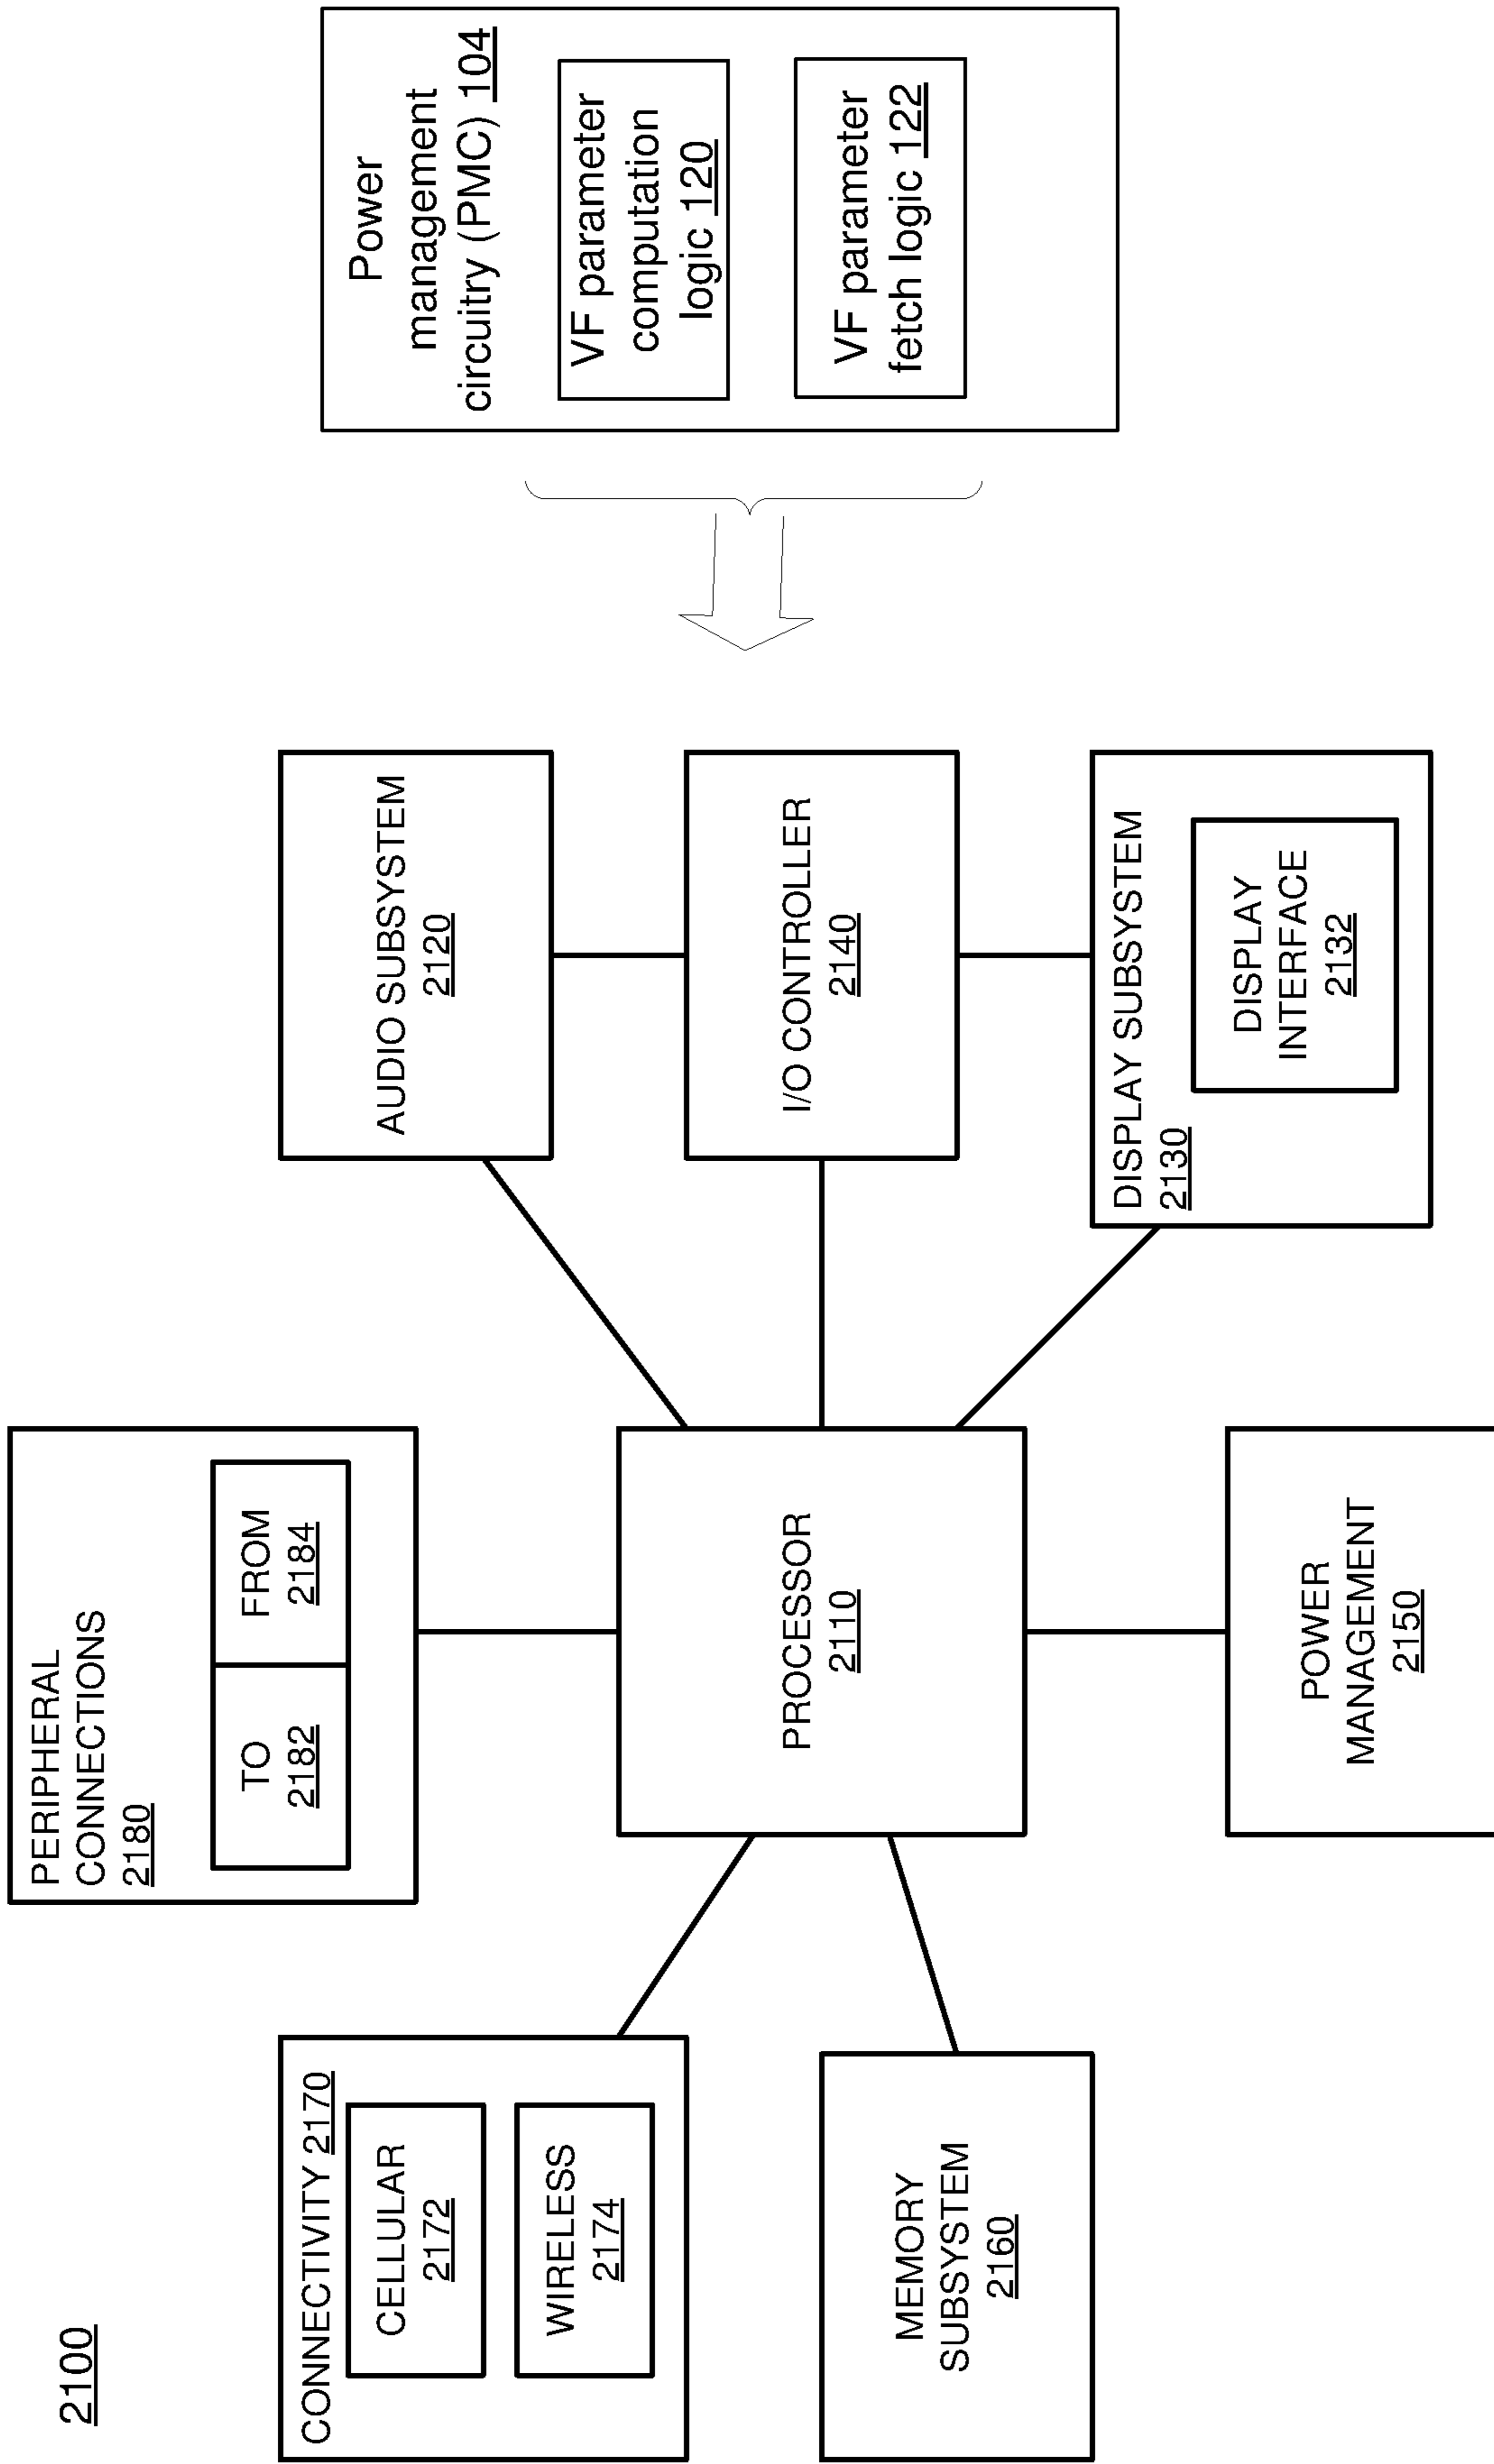 2100
PERIPHERAL
CONNECTIONS
2180
TO
2182
FROM
2184
CONNECTIVITY 2170
CELLULAR
2172
WIRELESS
2174
MEMORY
SUBSYSTEM
2160
PROCESSOR
2110
POWER
MANAGEMENT
2150
AUDIO SUBSYSTEM
2120
I/O CONTROLLER
2140
DISPLAY SUBSYSTEM
2130
DISPLAY
INTERFACE
2132
Power
management
circuitry (PMC) 104
VF parameter
computation
logic 120
VF parameter
fetch logic 122